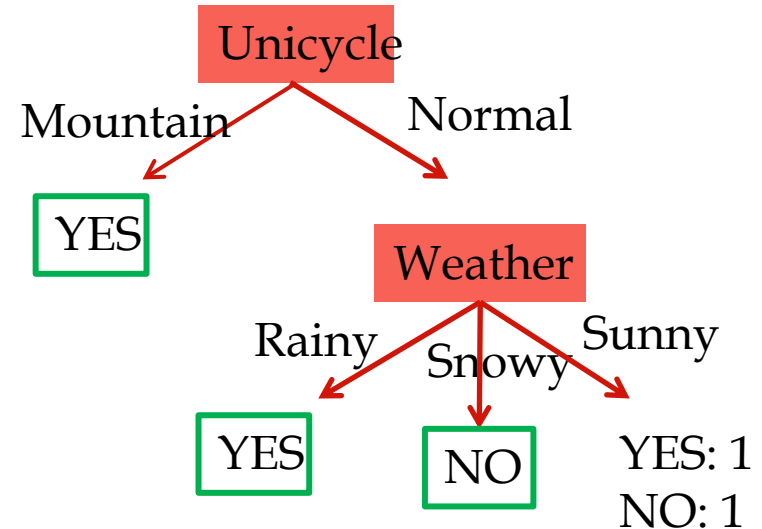 Unicycle
Mountain
Normal
YES
Weather
Rainy
Snowy
Sunny
YES
NO
YES: 1
NO: 1